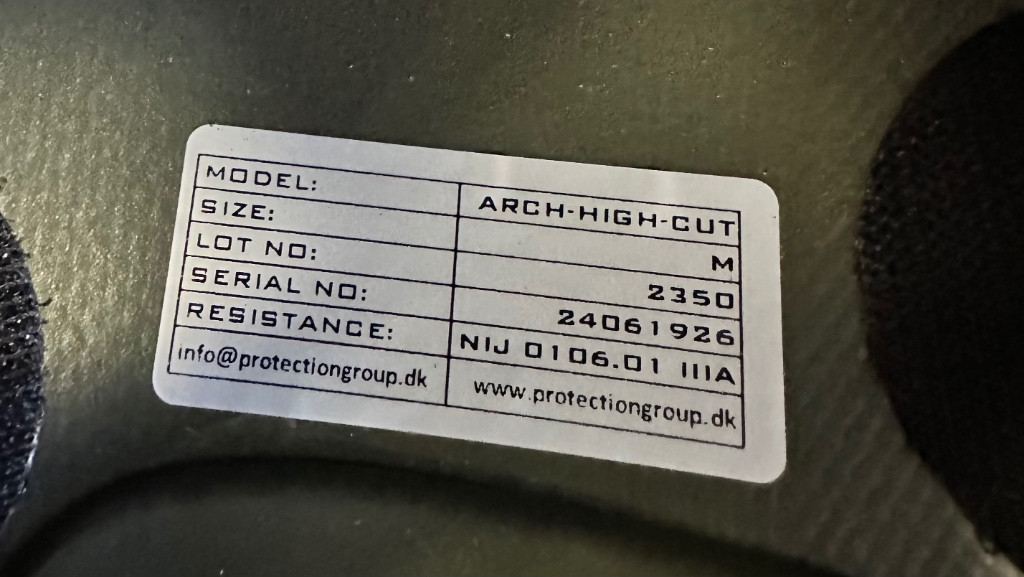 MODEL: ARCH-HIGH-CUT
SIZE: M
LOT NO: 2350
SERIAL NO: 24061926
RESISTANCE: NIJ 0106.01 IIIA
info@protectiongroup.dk www.protectiongroup.dk